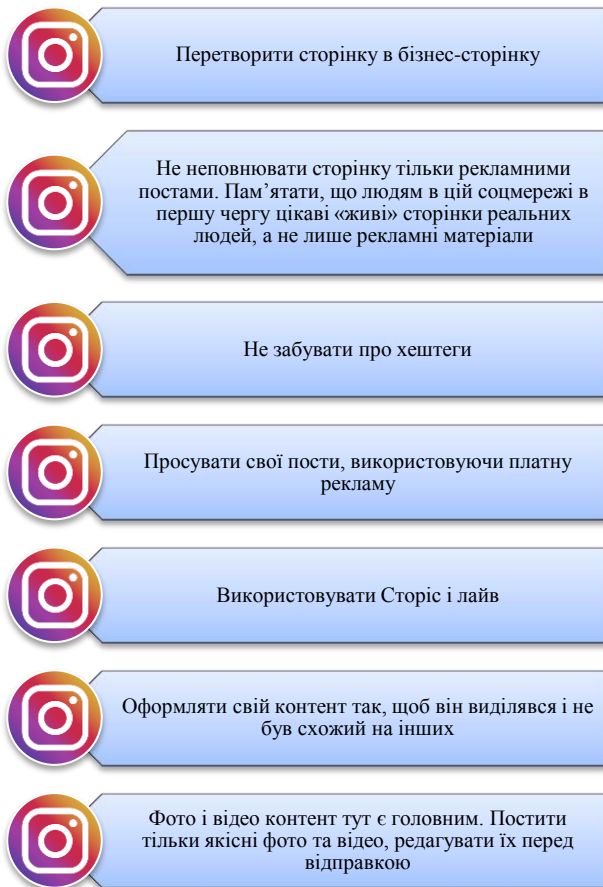 Перетворити сторінку в бізнес-сторінку
Не неповнювати сторінку тільки рекламними
постами. Пам’ятати, що людям в цій соцмережі в
першу чергу цікаві «живі» сторінки реальних
людей, а не лише рекламні матеріали
Не забувати про хештеги
Просувати свої пости, використовуючи платну
рекламу
Використовувати Сторіс і лайв
Оформляти свій контент так, щоб він виділявся і не
був схожий на інших
Фото і відео контент тут є головним. Постити
тільки якісні фото та відео, редагувати їх перед
відправкою